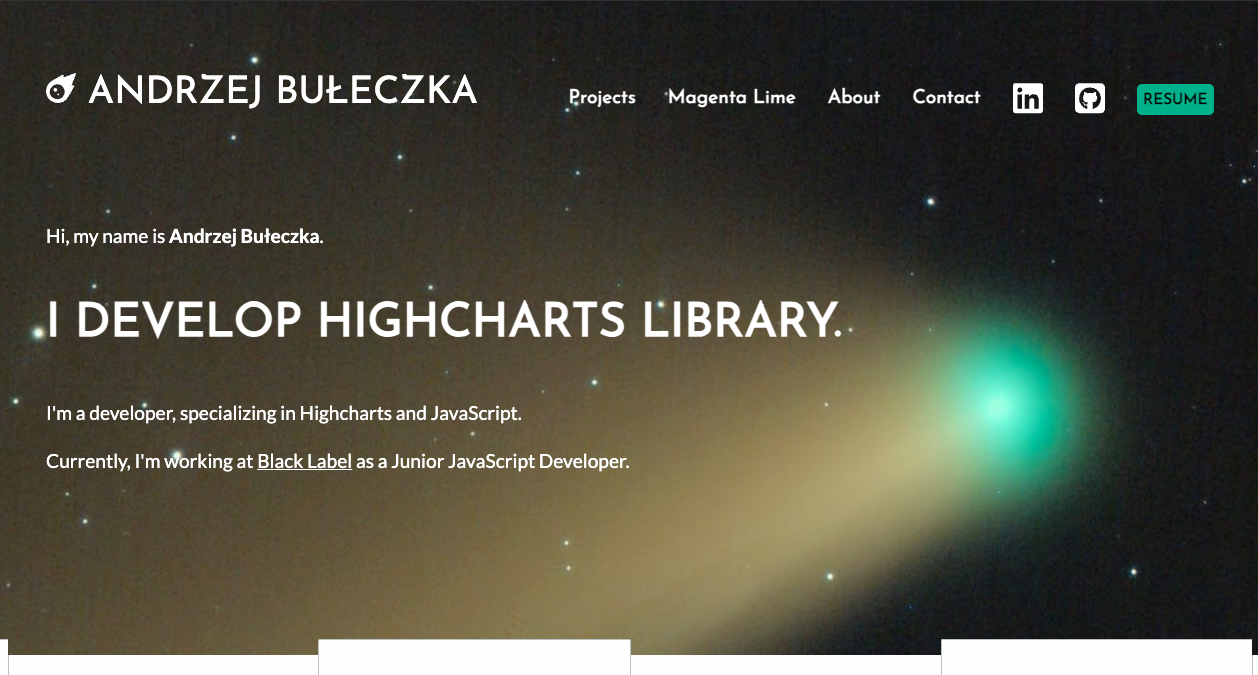 ANDRZEJ BUŁECZKA
Projects
Magenta Lime
About
Contact
in
RESUME
Hi, my name is Andrzej Bułeczka.
I DEVELOP HIGHCHARTS LIBRARY.
I'm a developer, specializing in Highcharts and JavaScript.
Currently, I'm working at Black Label as a Junior JavaScript Developer.